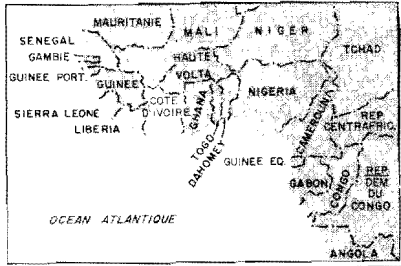 MAURITANIE
MALI
NIGER
TCHAD
SENEGAL
GAMBIE
GUINEE PORT.
GUINEE
HAUTE
VOLTA
COTE
D'IVOIRE
GHANA
TOGO
DAHOMEY
NIGERIA
CAMEROUN
REP.
CENTRAFRIC.
SIERRA LEONE
LIBERIA
GUINEE EQ.
GABON
CONGO
REP.
DEM.
DU
CONGO
OCEAN ATLANTIQUE
ANGOLA